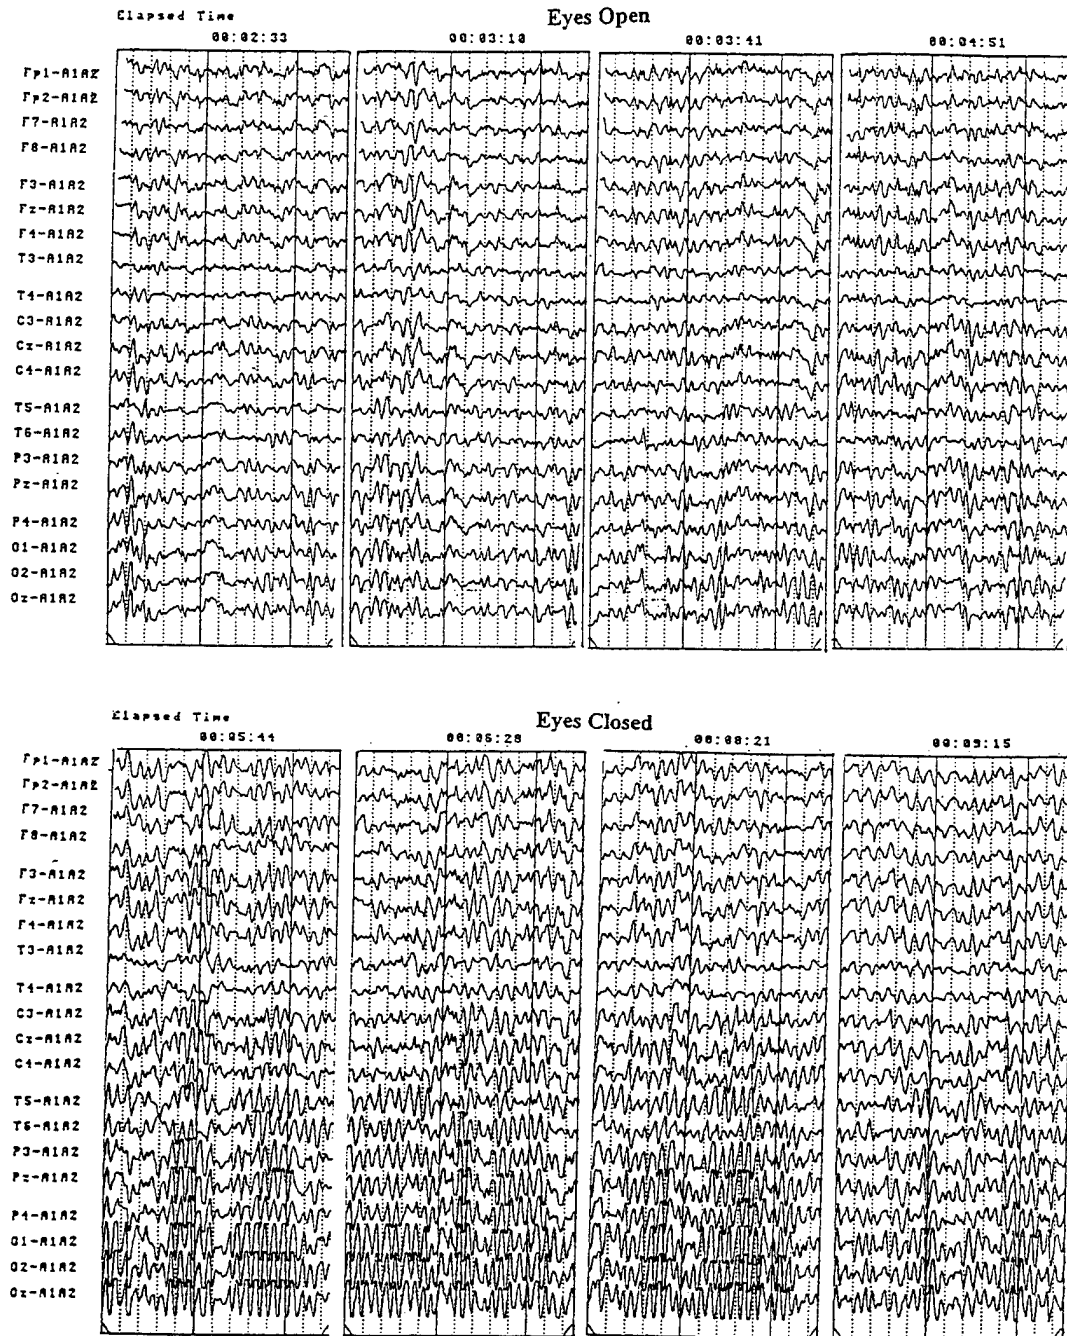 Elapsed Time
Eyes Open
00:02:33 00:03:10 00:03:41 00:04:51
Fp1-A1A2
Fp2-A1A2
F7-A1A2
F8-A1A2
F3-A1A2
Fz-A1A2
F4-A1A2
T3-A1A2
T4-A1A2
C3-A1A2
Cz-A1A2
C4-A1A2
T5-A1A2
T6-A1A2
P3-A1A2
Pz-A1A2
P4-A1A2
O1-A1A2
O2-A1A2
Oz-A1A2
Elapsed Time
Eyes Closed
00:05:44 00:06:28 00:08:21 00:09:15
Fp1-A1A2
Fp2-A1A2
F7-A1A2
F8-A1A2
F3-A1A2
Fz-A1A2
F4-A1A2
T3-A1A2
T4-A1A2
C3-A1A2
Cz-A1A2
C4-A1A2
T5-A1A2
T6-A1A2
P3-A1A2
Pz-A1A2
P4-A1A2
O1-A1A2
O2-A1A2
Oz-A1A2